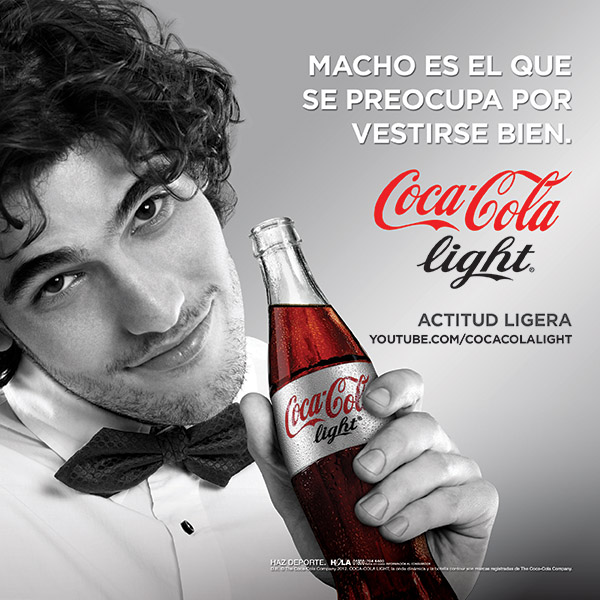 MACHO ES EL QUE
SE PREOCUPA POR
VESTIRSE BIEN.
Coca-Cola
light®
ACTITUD LIGERA
YOUTUBE.COM/COCACOLALIGHT
Coca-Cola
light
HAZ DEPORTE. HOLA
D.R. © The Coca-Cola Company 2012. COCA-COLA LIGHT, la onda dinámica y la botella contour son marcas registradas de The Coca-Cola Company.